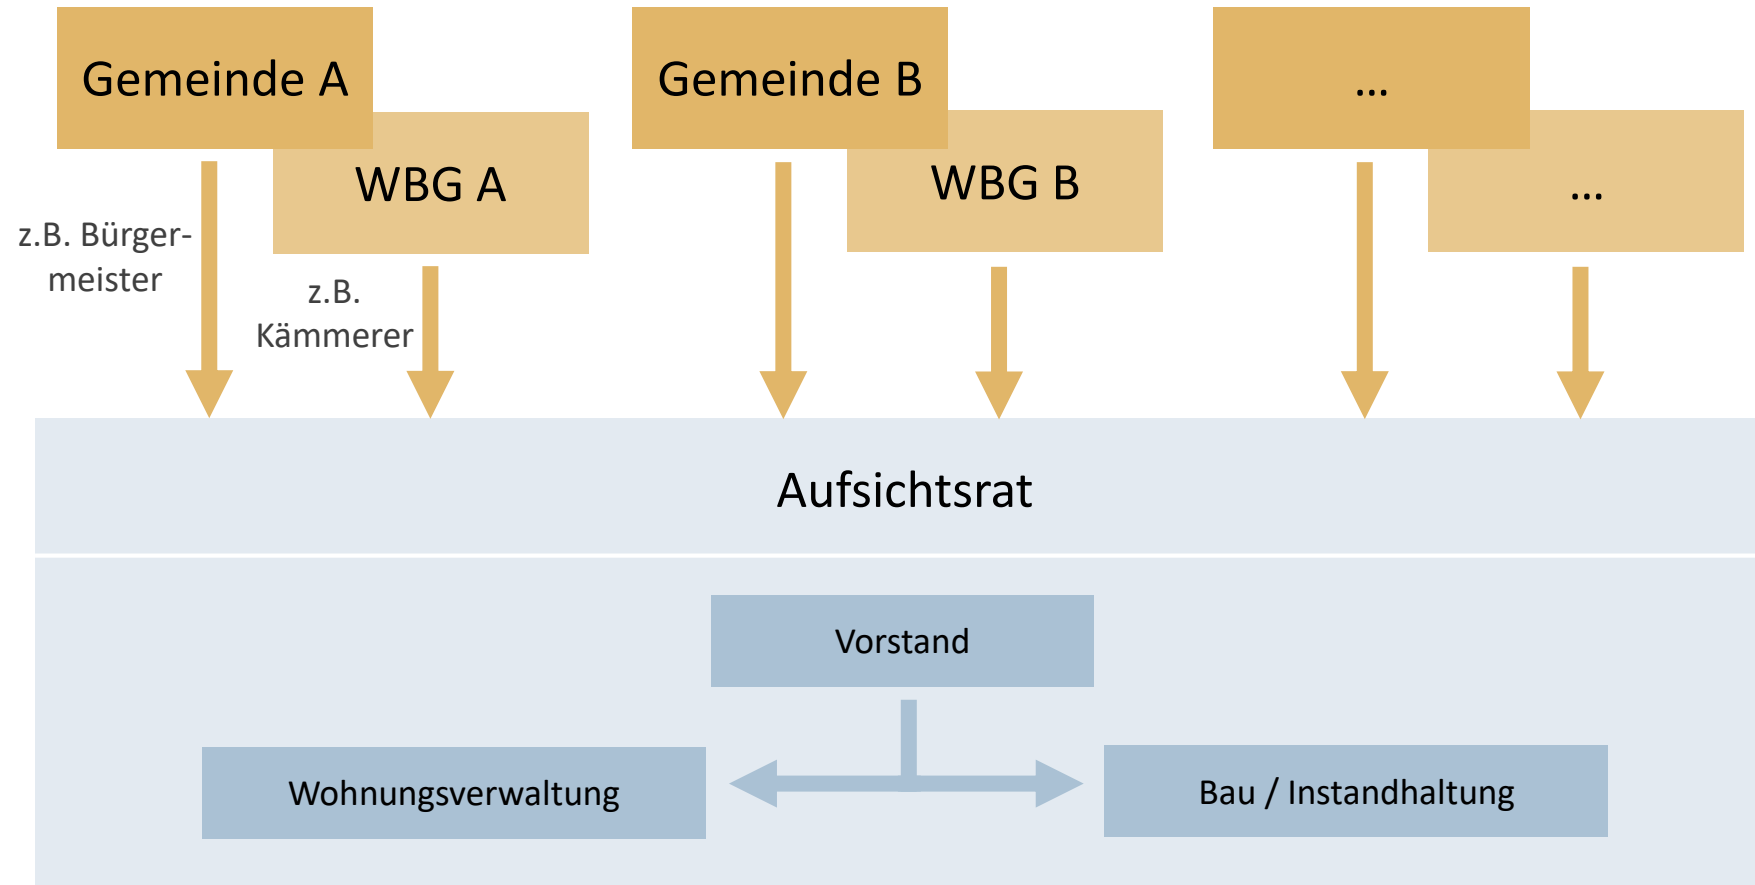 Gemeinde A
Gemeinde B
...
WBG A
WBG B
...
z.B. Bürger-
meister
z.B.
Kämmerer
Aufsichtsrat
Vorstand
Wohnungsverwaltung
Bau / Instandhaltung